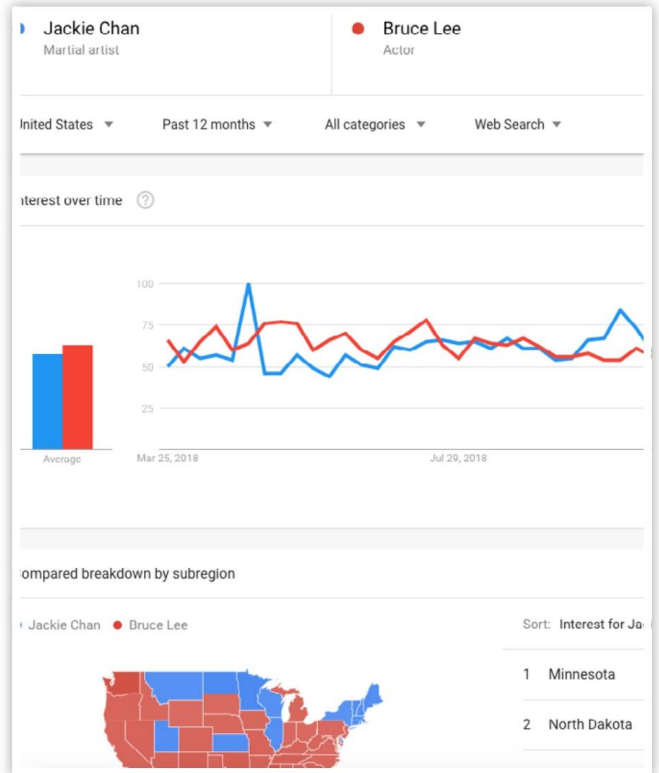 Jackie Chan
Martial artist
Bruce Lee
Actor
United States
Past 12 months
All categories
Web Search
nterest over time
?
100
75
50
25
Average
Mar 25, 2018
Jul 29, 2018
ompared breakdown by subregion
Jackie Chan
Bruce Lee
Sort: Interest for Ja
1 Minnesota
2 North Dakota